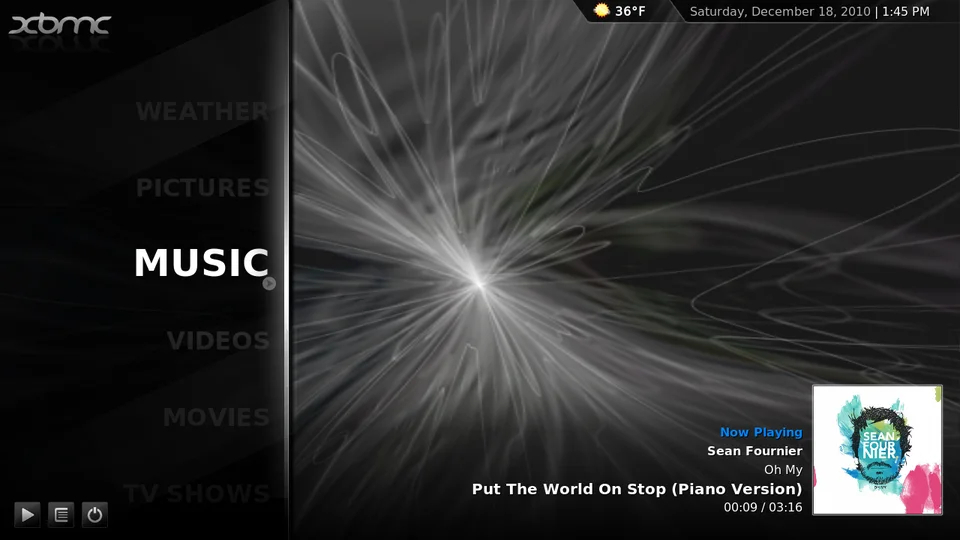 xbmc
36°F
Saturday, December 18, 2010 | 1:45 PM
WEATHER
PICTURES
MUSIC
VIDEOS
MOVIES
TV SHOWS
Now Playing
Sean Fournier
Oh My
Put The World On Stop (Piano Version)
00:09 / 03:16
SEAN
FOUR
NIER